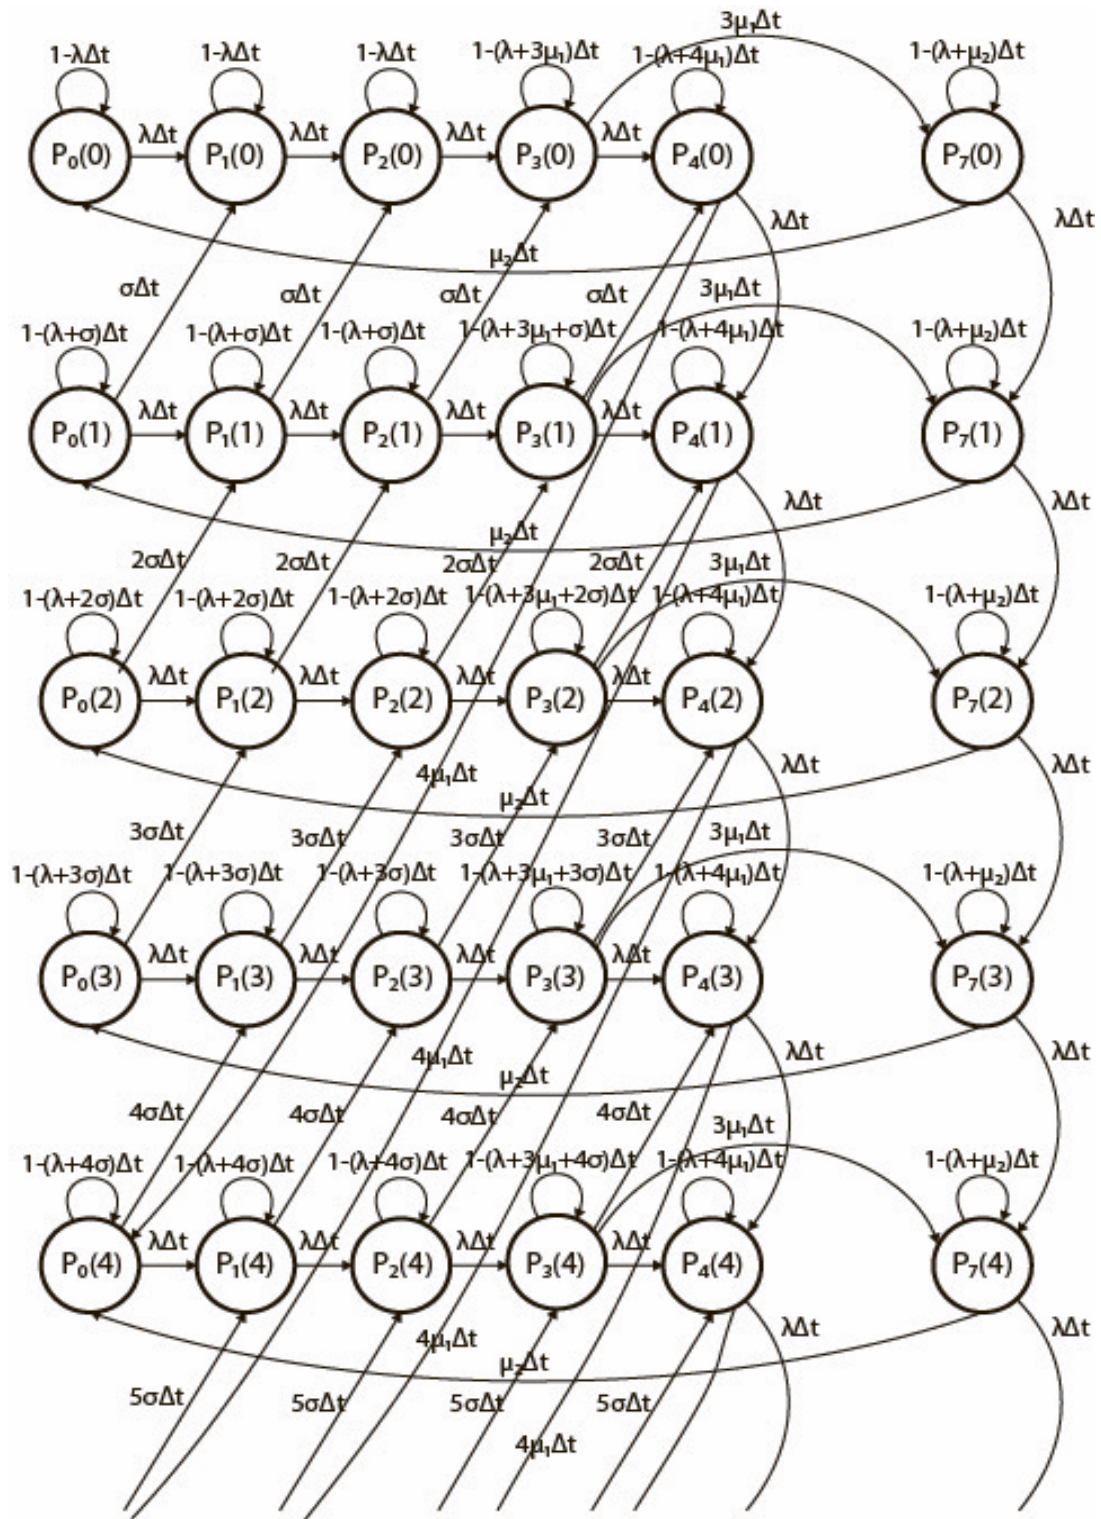 3μ₁Δt
1-λΔt 1-λΔt 1-λΔt 1-(λ+3μ₁)Δt 1-(λ+4μ₁)Δt 1-(λ+μ₂)Δt
P₀(0) λΔt P₁(0) λΔt P₂(0) λΔt P₃(0) λΔt P₄(0) P₇(0)
λΔt λΔt
μ₂Δt
σΔt σΔt σΔt σΔt 3μ₁Δt
1-(λ+σ)Δt 1-(λ+σ)Δt 1-(λ+σ)Δt 1-(λ+3μ₁+σ)Δt 1-(λ+4μ₁)Δt 1-(λ+μ₂)Δt
P₀(1) λΔt P₁(1) λΔt P₂(1) λΔt P₃(1) λΔt P₄(1) P₇(1)
λΔt λΔt
μ₂Δt
2σΔt 2σΔt 2σΔt 2σΔt 3μ₁Δt
1-(λ+2σ)Δt 1-(λ+2σ)Δt 1-(λ+2σ)Δt 1-(λ+3μ₁+2σ)Δt 1-(λ+4μ₁)Δt 1-(λ+μ₂)Δt
P₀(2) λΔt P₁(2) λΔt P₂(2) λΔt P₃(2) λΔt P₄(2) P₇(2)
4μ₁Δt λΔt λΔt
μ₂Δt
3σΔt 3σΔt 3σΔt 3σΔt 3μ₁Δt
1-(λ+3σ)Δt 1-(λ+3σ)Δt 1-(λ+3σ)Δt 1-(λ+3μ₁+3σ)Δt 1-(λ+4μ₁)Δt 1-(λ+μ₂)Δt
P₀(3) λΔt P₁(3) λΔt P₂(3) λΔt P₃(3) λΔt P₄(3) P₇(3)
4μ₁Δt λΔt λΔt
μ₂Δt
4σΔt 4σΔt 4σΔt 4σΔt 3μ₁Δt
1-(λ+4σ)Δt 1-(λ+4σ)Δt 1-(λ+4σ)Δt 1-(λ+3μ₁+4σ)Δt 1-(λ+4μ₁)Δt 1-(λ+μ₂)Δt
P₀(4) λΔt P₁(4) λΔt P₂(4) λΔt P₃(4) λΔt P₄(4) P₇(4)
4μ₁Δt λΔt λΔt
μ₂Δt
5σΔt 5σΔt 5σΔt 5σΔt
4μ₁Δt